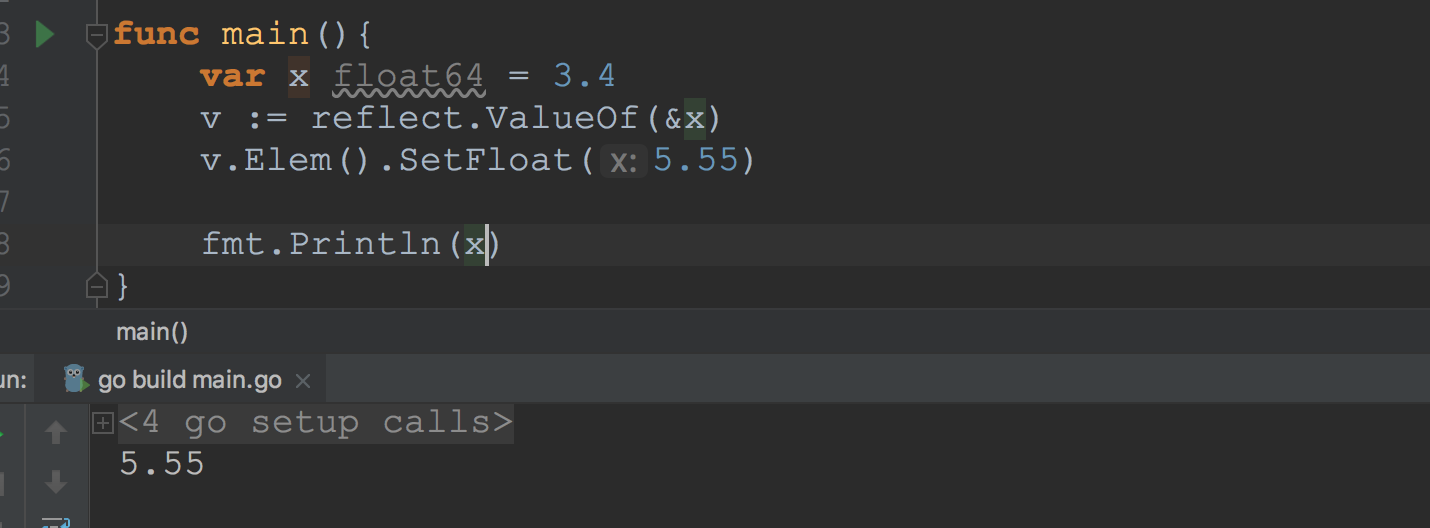 3 func main(){
4 var x float64 = 3.4
5 v := reflect.ValueOf(&x)
6 v.Elem().SetFloat( x: 5.55)
7
8 fmt.Println(x)
9 }
main()
un: go build main.go ×
<4 go setup calls>
5.55